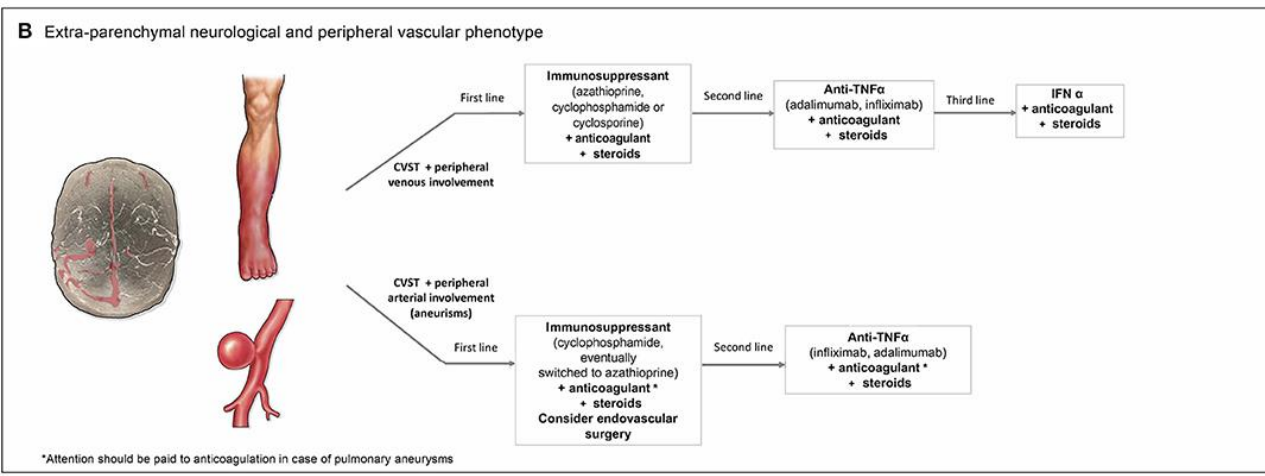 B Extra-parenchymal neurological and peripheral vascular phenotype
First line
CVST + peripheral
venous involvement
Immunosuppressant
(azathioprine,
cyclophosphamide or
cyclosporine)
+ anticoagulant
+ steroids
Second line
Anti-TNFα
(adalimumab, infliximab)
+ anticoagulant
+ steroids
Third line
IFN α
+ anticoagulant
+ steroids
CVST + peripheral
arterial involvement
(aneurisms)
First line
Immunosuppressant
(cyclophosphamide,
eventually
switched to azathioprine)
+ anticoagulant *
+ steroids
Consider endovascular
surgery
Second line
Anti-TNFα
(infliximab, adalimumab)
+ anticoagulant *
+ steroids
*Attention should be paid to anticoagulation in case of pulmonary aneurysms